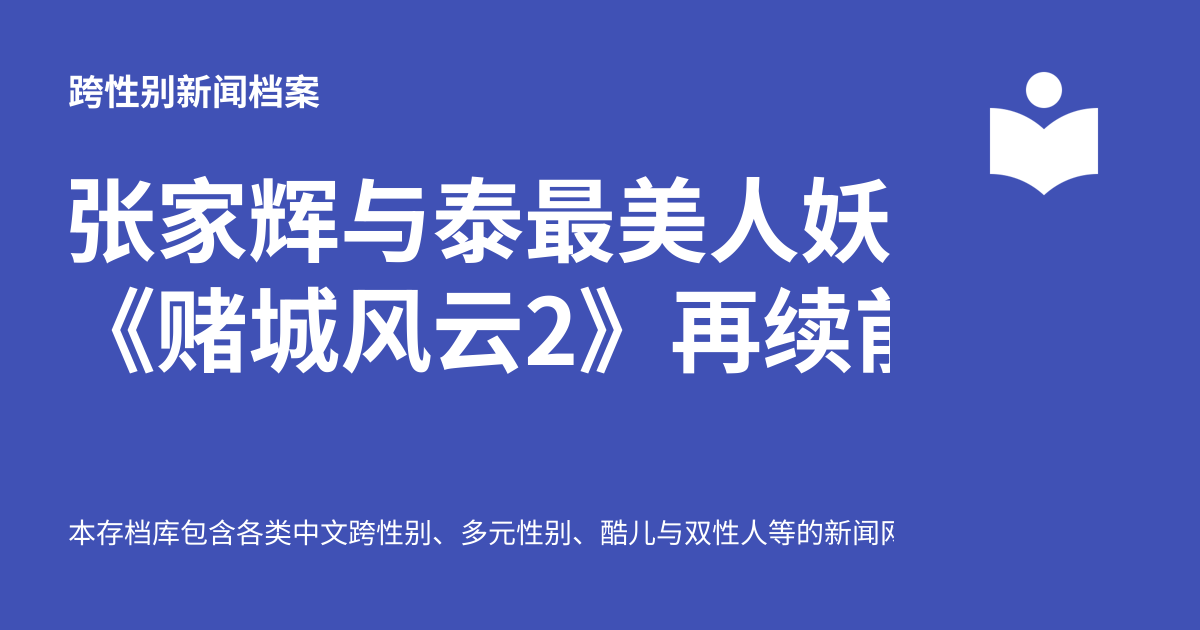 跨性别新闻档案
张家辉与泰最美人妖
《赌城风云2》再续
本存档库包含各类中文跨性别、多元性别、酷儿与双性人等的新闻